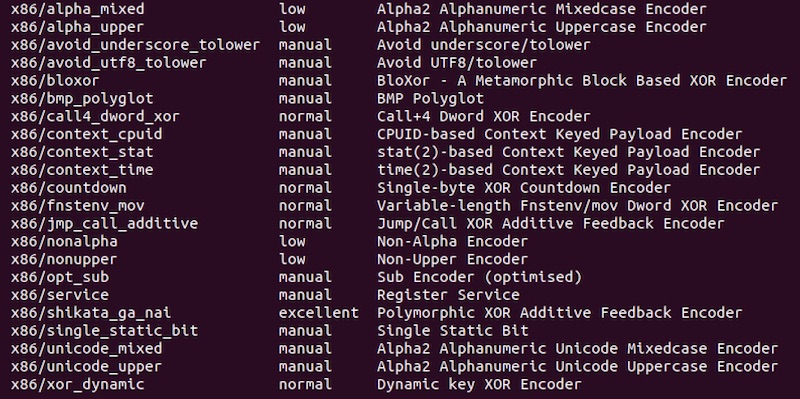 x86/alpha_mixed low Alpha2 Alphanumeric Mixedcase Encoder
x86/alpha_upper low Alpha2 Alphanumeric Uppercase Encoder
x86/avoid_underscore_tolower manual Avoid underscore/tolower
x86/avoid_utf8_tolower manual Avoid UTF8/tolower
x86/bloxor manual BloXor - A Metamorphic Block Based XOR Encoder
x86/bmp_polyglot manual BMP Polyglot
x86/call4_dword_xor normal Call+4 Dword XOR Encoder
x86/context_cpuid manual CPUID-based Context Keyed Payload Encoder
x86/context_stat manual stat(2)-based Context Keyed Payload Encoder
x86/context_time manual time(2)-based Context Keyed Payload Encoder
x86/countdown normal Single-byte XOR Countdown Encoder
x86/fnstenv_mov normal Variable-length Fnstenv/mov Dword XOR Encoder
x86/jmp_call_additive normal Jump/Call XOR Additive Feedback Encoder
x86/nonalpha low Non-Alpha Encoder
x86/nonupper low Non-Upper Encoder
x86/opt_sub manual Sub Encoder (optimised)
x86/service manual Register Service
x86/shikata_ga_nai excellent Polymorphic XOR Additive Feedback Encoder
x86/single_static_bit manual Single Static Bit
x86/unicode_mixed manual Alpha2 Alphanumeric Unicode Mixedcase Encoder
x86/unicode_upper manual Alpha2 Alphanumeric Unicode Uppercase Encoder
x86/xor_dynamic normal Dynamic key XOR Encoder